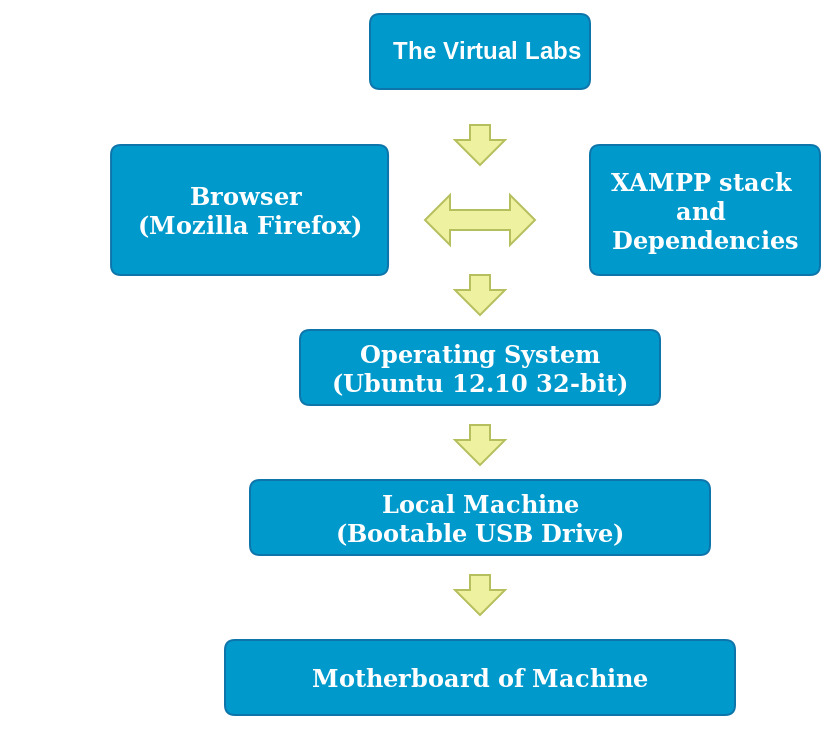 The Virtual Labs
Browser
(Mozilla Firefox)
XAMPP stack
and
Dependencies
Operating System
(Ubuntu 12.10 32-bit)
Local Machine
(Bootable USB Drive)
Motherboard of Machine